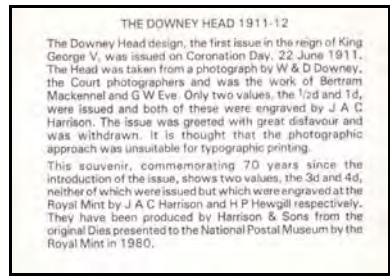 THE DOWNEY HEAD 1911-12
The Downey Head design, the first issue in the reign of King
George V, was issued on Coronation Day, 22 June 1911.
The Head was taken from a photograph by W & D Downey,
the Court photographers and was the work of Bertram
Mackennel and G W Eve. Only two values, the ½d and 1d,
were issued and both of these were engraved by J A C
Harrison. The issue was greeted with great disfavour and
was withdrawn. It is thought that the photographic
approach was unsuitable for typographic printing.
This souvenir, commemorating 70 years since the
introduction of the issue, shows two values, the 3d and 4d,
neither of which were issued but which were engraved at the
Royal Mint by J A C Harrison and H P Hewgill respectively.
They have been produced by Harrison & Sons from the
original Dies presented to the National Postal Museum by the
Royal Mint in 1980.